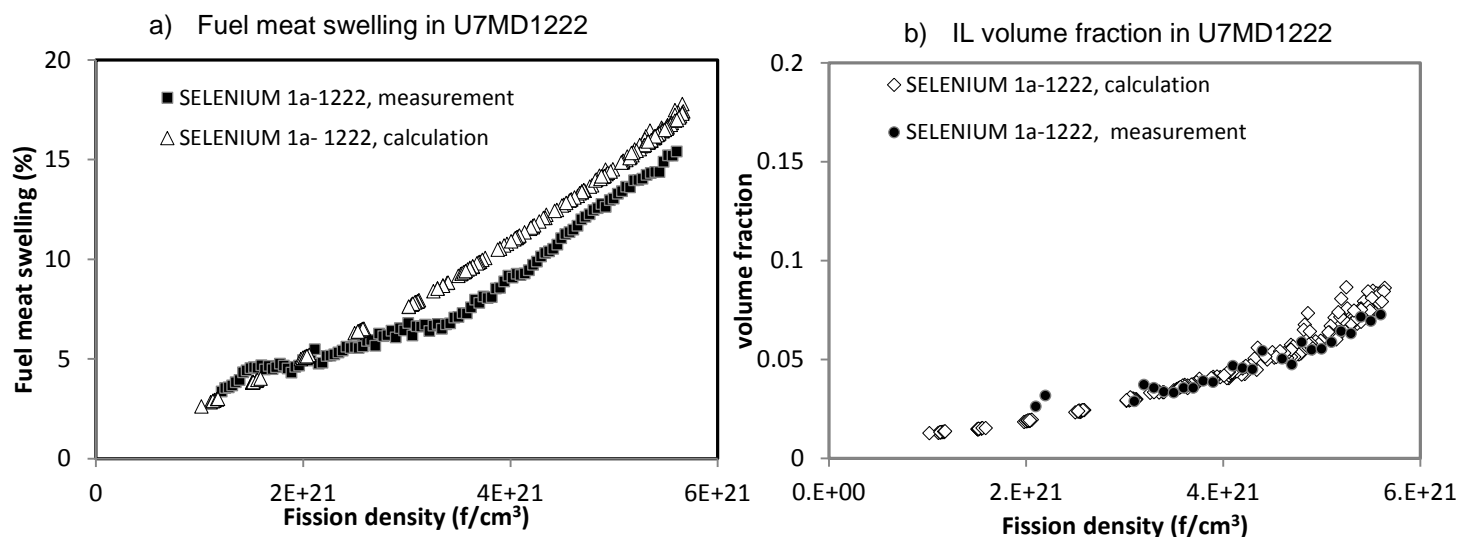 a) Fuel meat swelling in U7MD1222
20
15
10
5
0
Fuel meat swelling (%)
SELENIUM 1a-1222, measurement
SELENIUM 1a- 1222, calculation
0
2E+21
4E+21
6E+21
Fission density (f/cm³)
b) IL volume fraction in U7MD1222
0.2
0.15
0.1
0.05
0
volume fraction
SELENIUM 1a-1222, calculation
SELENIUM 1a-1222, measurement
0.E+00
2.E+21
4.E+21
6.E+21
Fission density (f/cm³)